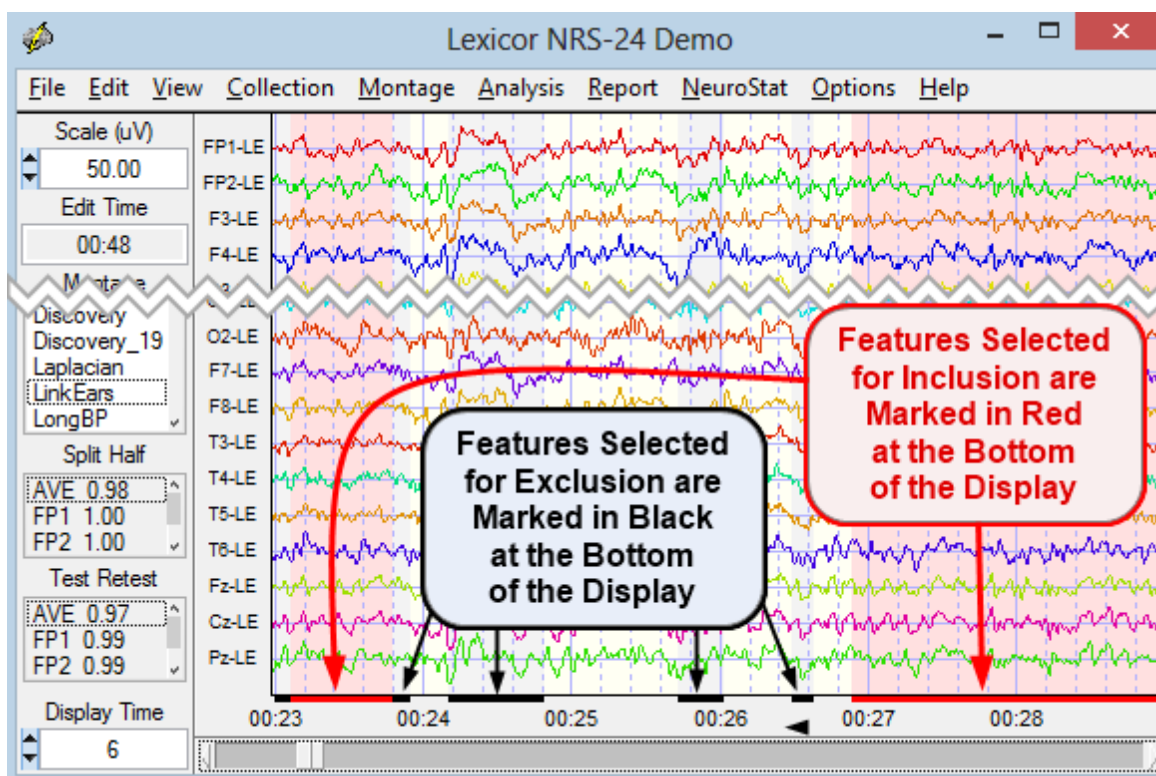 Lexicor NRS-24 Demo
File Edit View Collection Montage Analysis Report NeuroStat Options Help
Scale (uV)
50.00
Edit Time
00:48
Montage
Discovery
Discovery_19
Laplacian
LinkEars
LongBP
Split Half
AVE 0.98
FP1 1.00
FP2 1.00
Test Retest
AVE 0.97
FP1 0.99
FP2 0.99
Display Time
6
FP1-LE
FP2-LE
F3-LE
F4-LE
O2-LE
F7-LE
F8-LE
T3-LE
T4-LE
T5-LE
T6-LE
Fz-LE
Cz-LE
Pz-LE
Features Selected
for Exclusion are
Marked in Black
at the Bottom
of the Display
Features Selected
for Inclusion are
Marked in Red
at the Bottom
of the Display
00:23 00:24 00:25 00:26 00:27 00:28